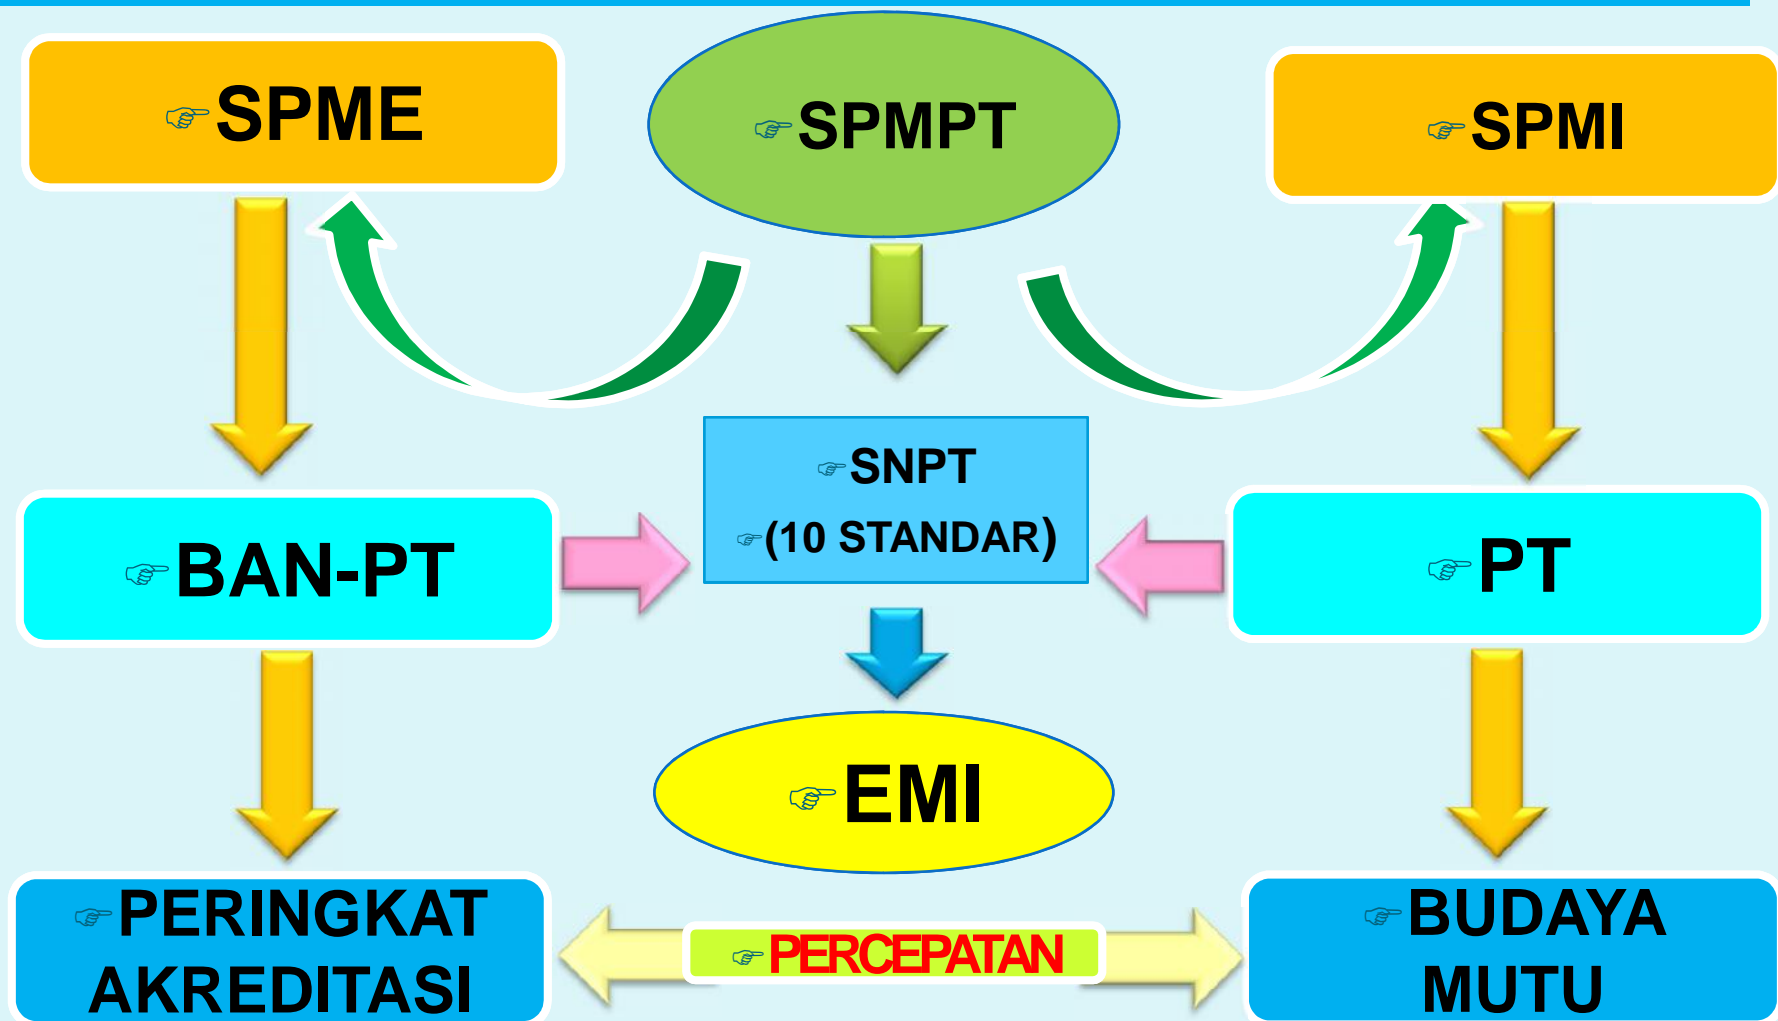 ☞SPME
☞SPMPT
☞SPMI
☞SNPT
☞(10 STANDAR)
☞BAN-PT
☞PT
☞EMI
☞PERINGKAT
AKREDITASI
☞PERCEPATAN
☞BUDAYA
MUTU